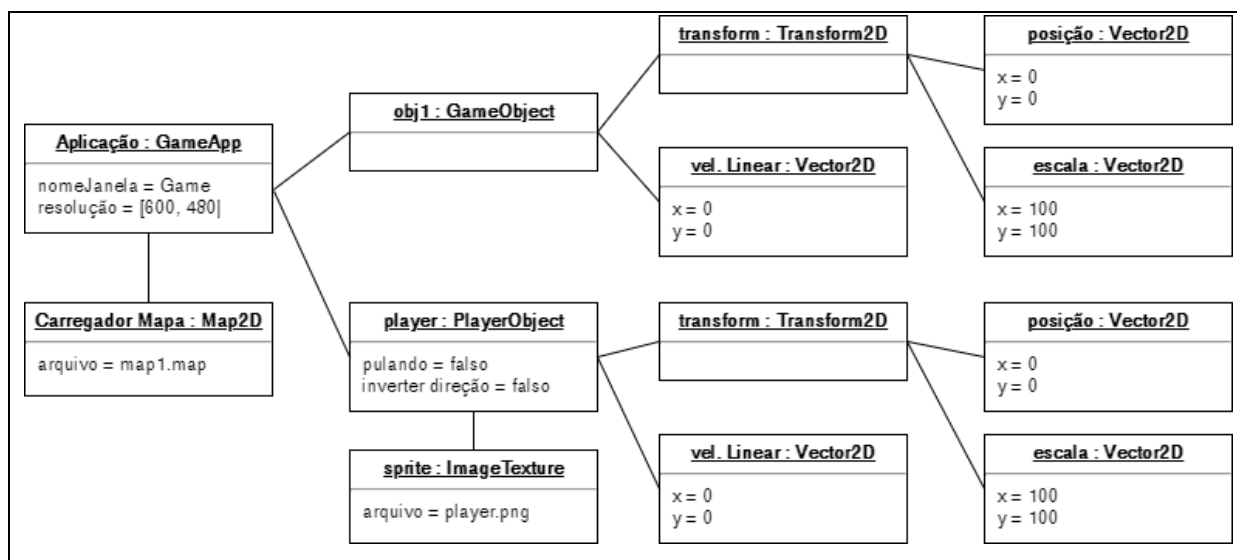 Aplicação : GameApp
nomeJanela = Game
resolução = [600, 480|
Carregador Mapa : Map2D
arquivo = map1.map
obj1 : GameObject
player : PlayerObject
pulando = falso
inverter direção = falso
sprite : ImageTexture
arquivo = player.png
transform : Transform2D
vel. Linear : Vector2D
x = 0
y = 0
transform : Transform2D
vel. Linear : Vector2D
x = 0
y = 0
posição : Vector2D
x = 0
y = 0
escala : Vector2D
x = 100
y = 100
posição : Vector2D
x = 0
y = 0
escala : Vector2D
x = 100
y = 100